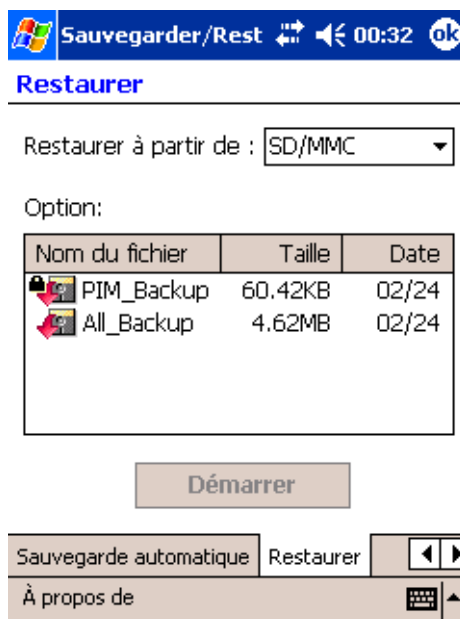 Sauvegarder/Rest 00:32 ok
Restaurer
Restaurer à partir de : SD/MMC
Option:
Nom du fichier Taille Date
PIM_Backup 60.42KB 02/24
All_Backup 4.62MB 02/24
Démarrer
Sauvegarde automatique Restaurer
À propos de